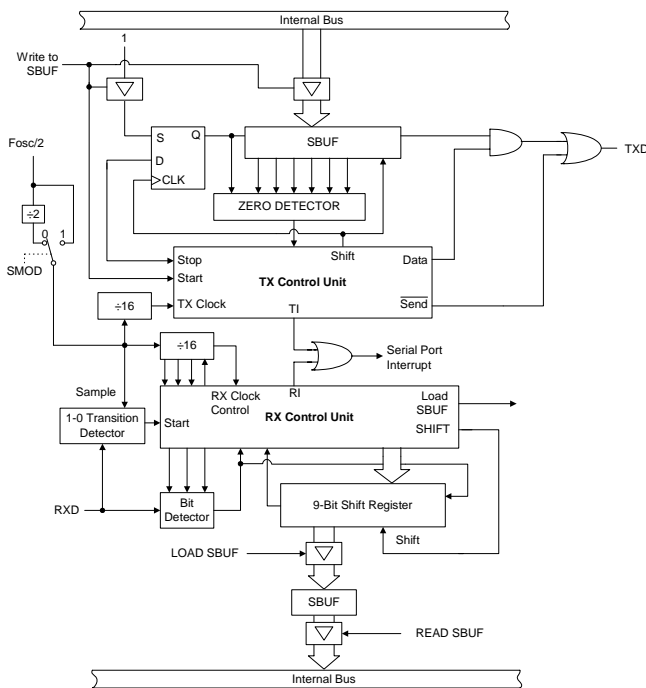 Internal Bus
1
Write to
SBUF
S
Q
D
CLK
SBUF
TXD
Fosc/2
ZERO DETECTOR
÷2
0
1
SMOD
Shift
Stop
Data
Start
TX Control Unit
÷16
TX Clock
Send
TI
÷16
Serial Port
Interrupt
Sample
RX Clock
Control
RI
Load
SBUF
1-0 Transition
Detector
Start
RX Control Unit
SHIFT
RXD
Bit
Detector
9-Bit Shift Register
Shift
LOAD SBUF
SBUF
READ SBUF
Internal Bus